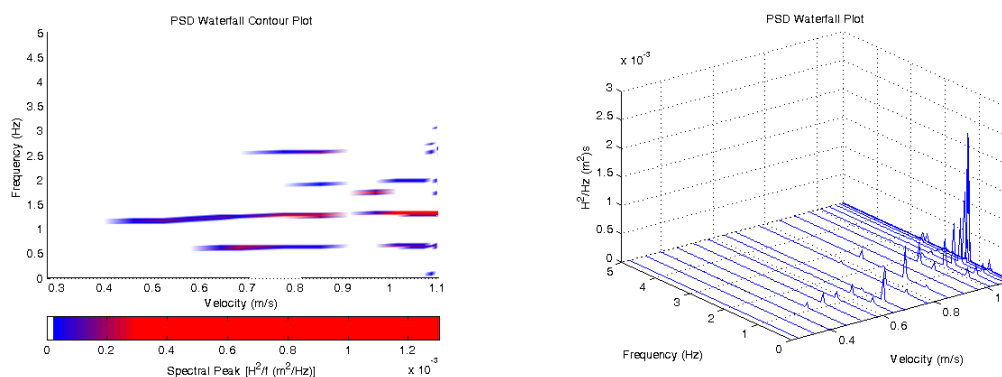 PSD Waterfall Contour Plot
5
4.5
4
3.5
3
2.5
2
1.5
1
0.5
0
Frequency (Hz)
0.3 0.4 0.5 0.6 0.7 0.8 0.9 1 1.1
Velocity (m/s)
0 0.2 0.4 0.6 0.8 1 1.2
Spectral Peak [H^2/f (m^2/Hz)] x 10^-3
PSD Waterfall Plot
x 10^-3
3
2.5
2
1.5
1
0.5
0
H^2/Hz (m^2)s
5 4 3 2 1 0
Frequency (Hz)
0.4 0.6 0.8 1
Velocity (m/s)